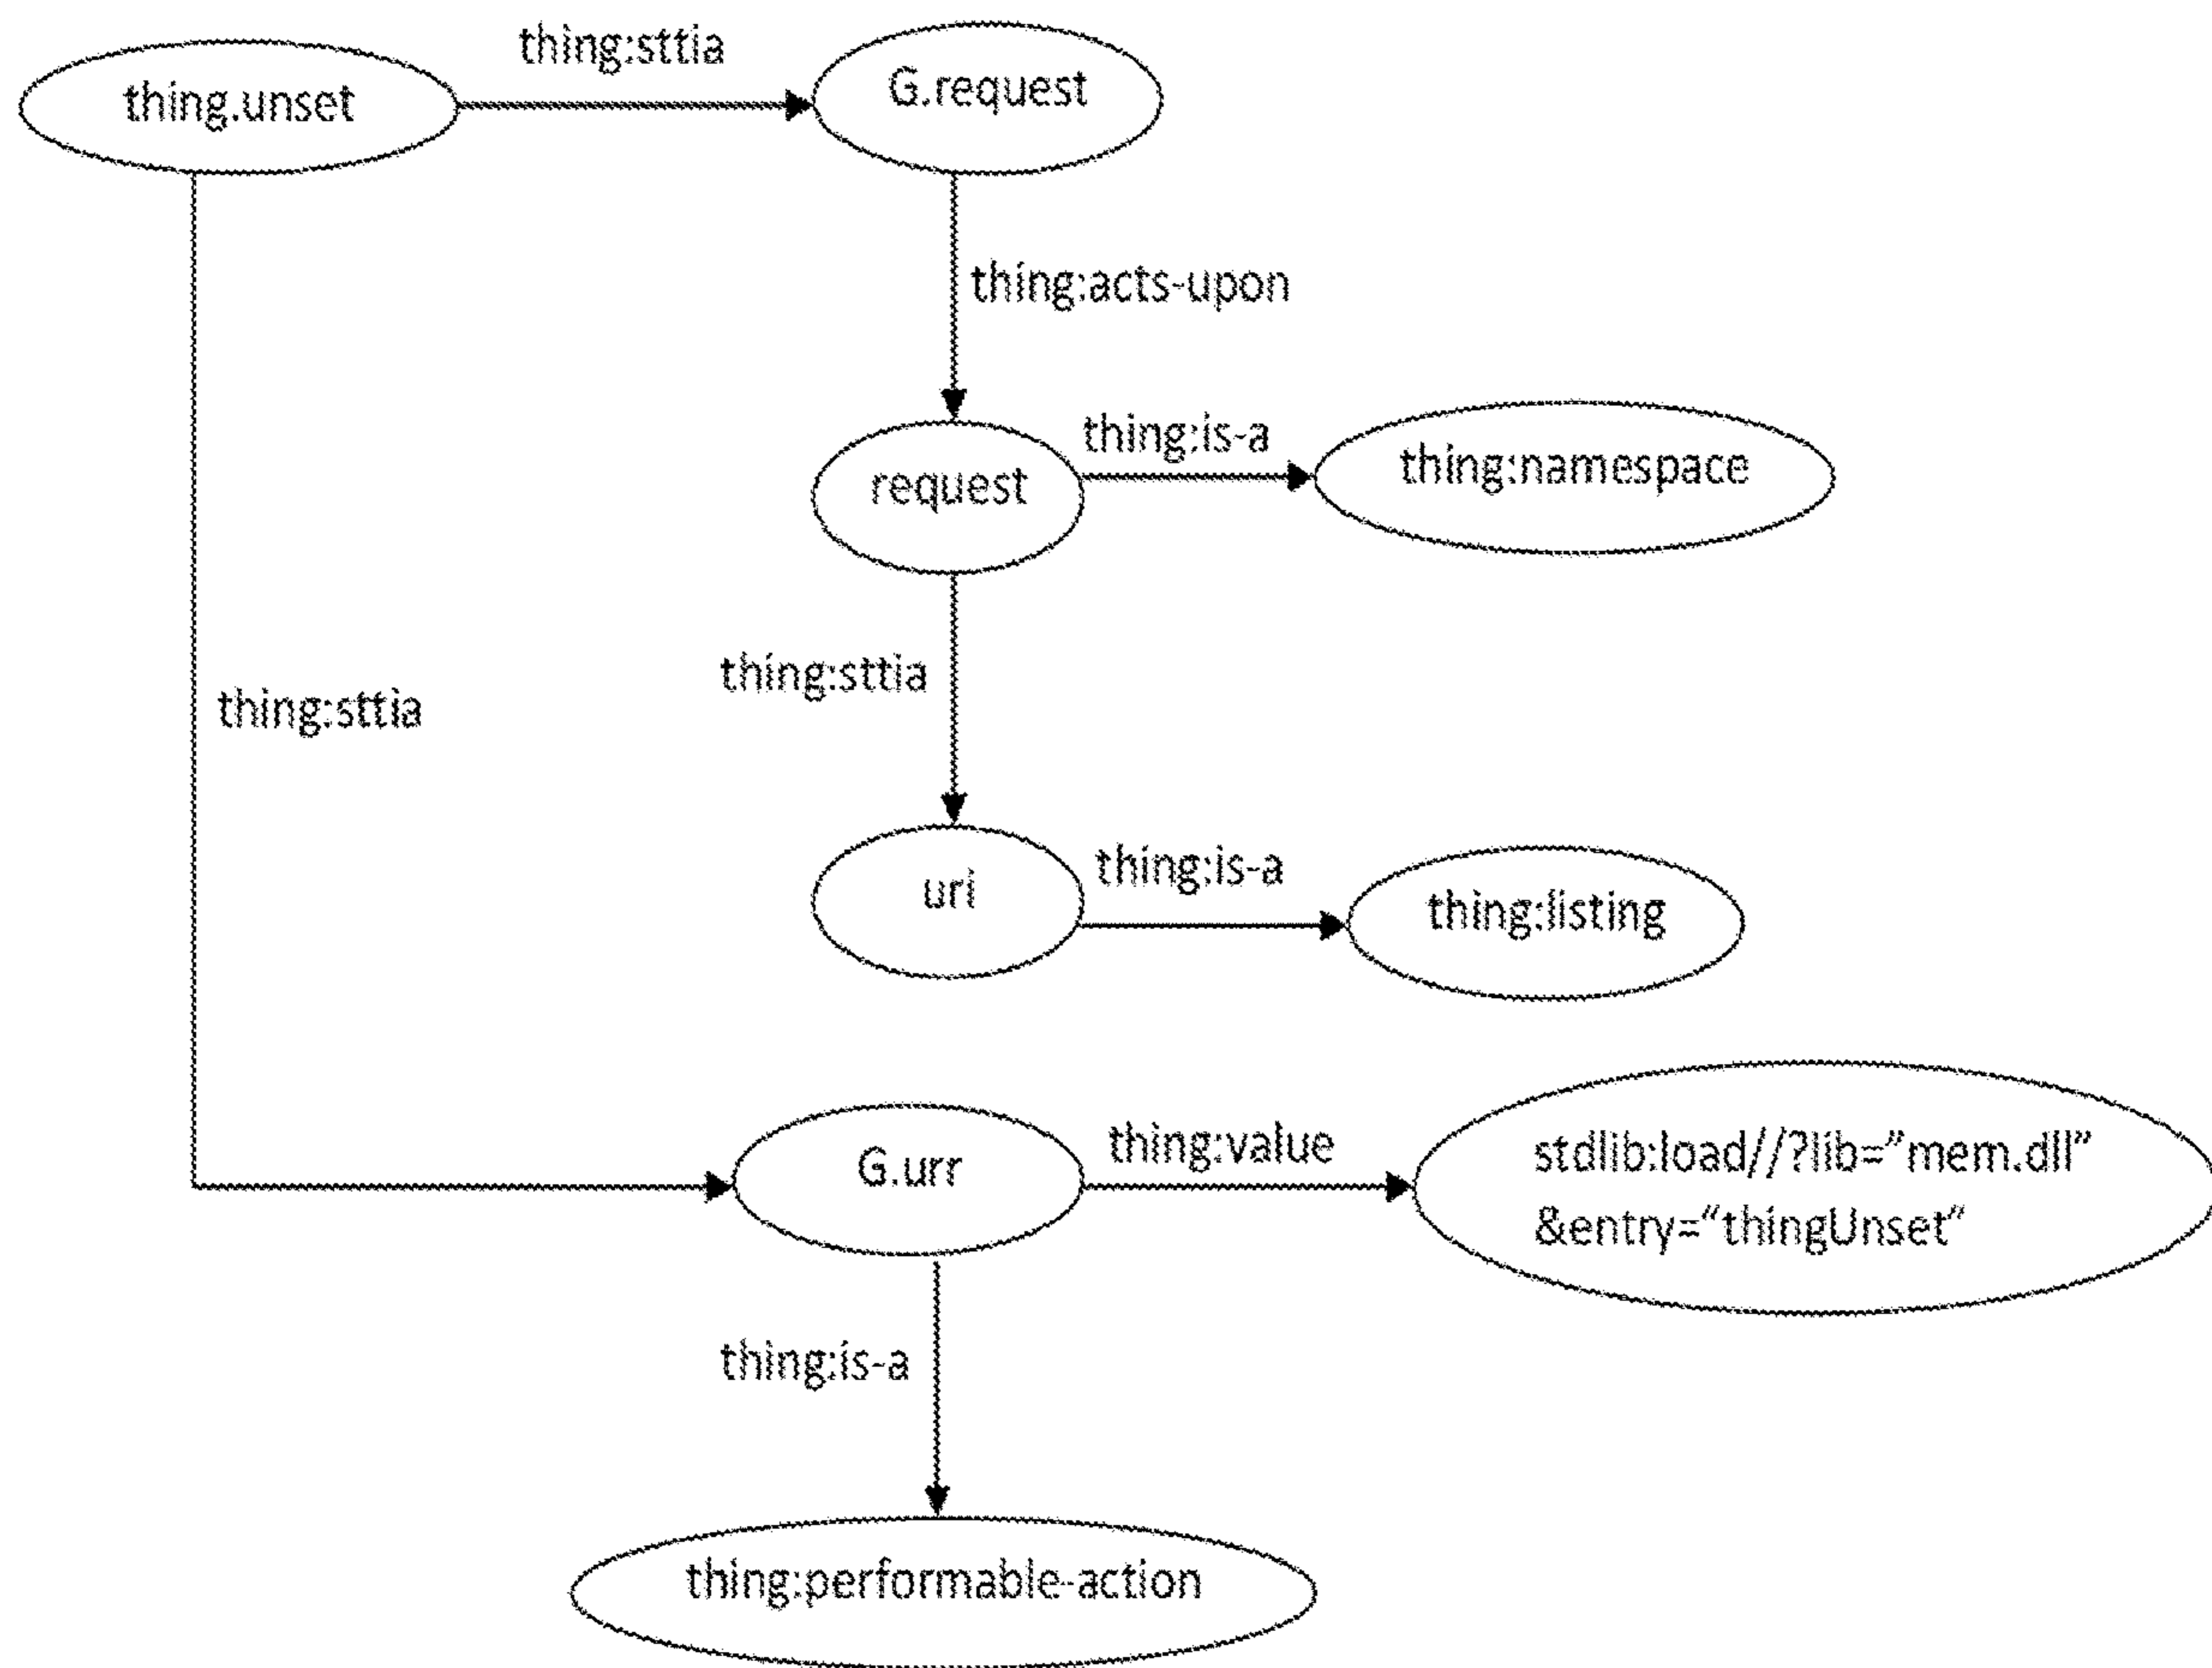 thing:sttia
thing.unset
G.request
thing:acts-upon
request
thing:is-a
thing:namespace
thing:sttia
thing:sttia
uri
thing:is-a
thing:listing
G.urr
thing:value
stdlib:load//?lib=”mem.dll”
&entry=“thingUnset”
thing:is-a
thing:performable-action